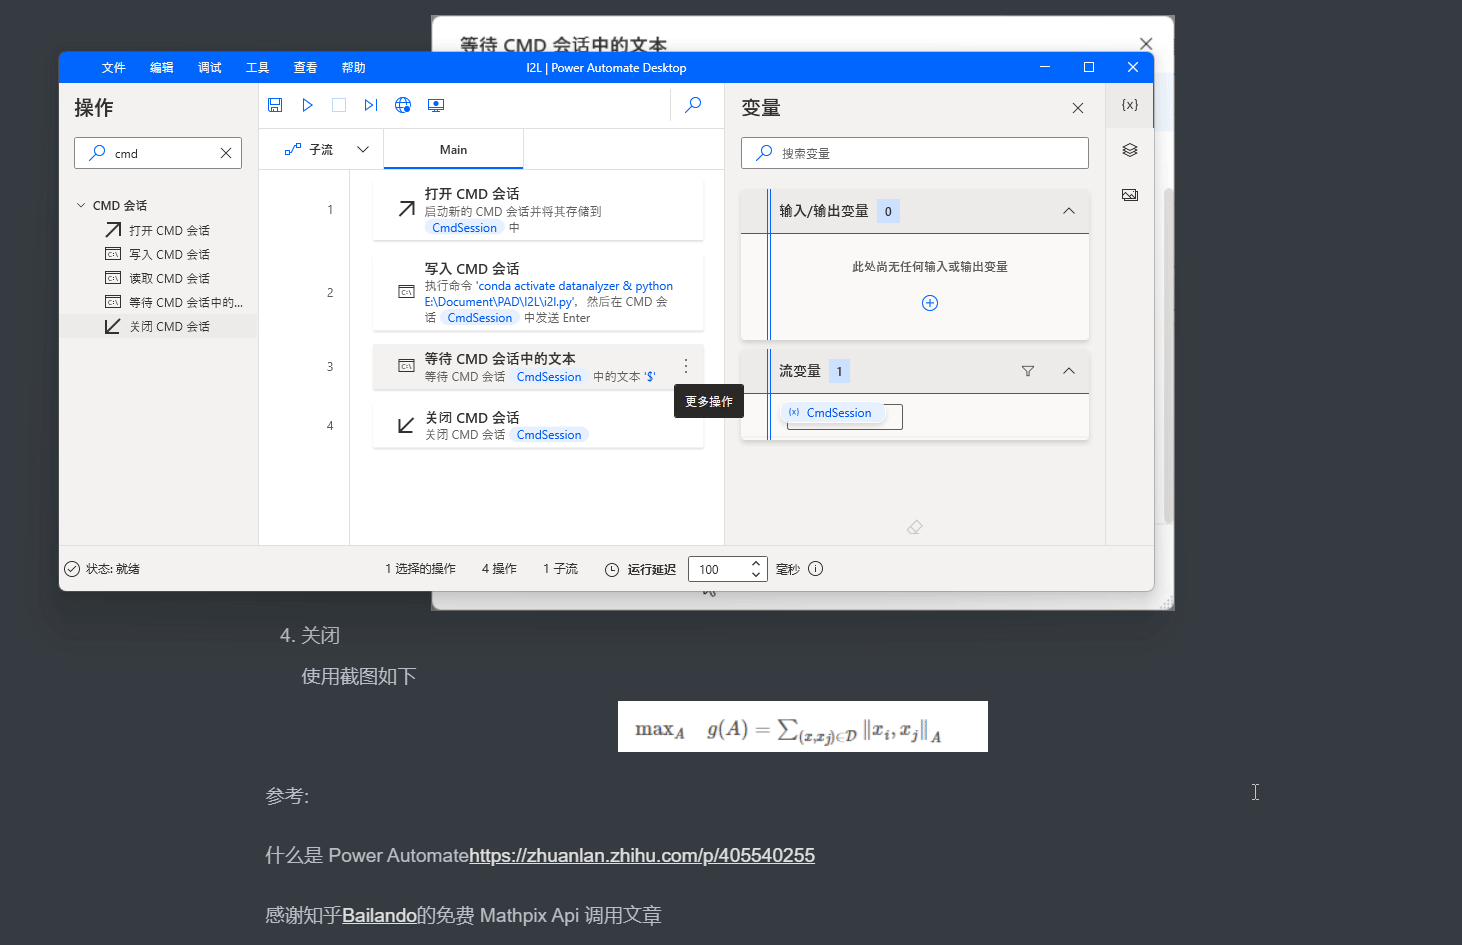 等待 CMD 会话中的文本
文件 编辑 调试 工具 查看 帮助
I2L | Power Automate Desktop
操作
cmd
CMD 会话
打开 CMD 会话
写入 CMD 会话
读取 CMD 会话
等待 CMD 会话中的...
关闭 CMD 会话
子流
Main
1
打开 CMD 会话
启动新的 CMD 会话并将其存储到
CmdSession 中
2
写入 CMD 会话
执行命令 'conda activate datanalyzer & python
E:\Document\PAD\I2L\i2l.py'，然后在 CMD 会
话 CmdSession 中发送 Enter
3
等待 CMD 会话中的文本
等待 CMD 会话 CmdSession 中的文本 '$'
更多操作
4
关闭 CMD 会话
关闭 CMD 会话 CmdSession
变量
{x}
搜索变量
输入/输出变量 0
此处尚无任何输入或输出变量
流变量 1
(x) CmdSession
状态: 就绪
1 选择的操作 4 操作 1 子流 运行延迟 100 毫秒
4. 关闭
使用截图如下
max_A g(A) = ∑_{(x,x_j)∈𝒟} ‖x_i, x_j‖_A
参考:
什么是 Power Automatehttps://zhuanlan.zhihu.com/p/405540255
感谢知乎Bailando的免费 Mathpix Api 调用文章